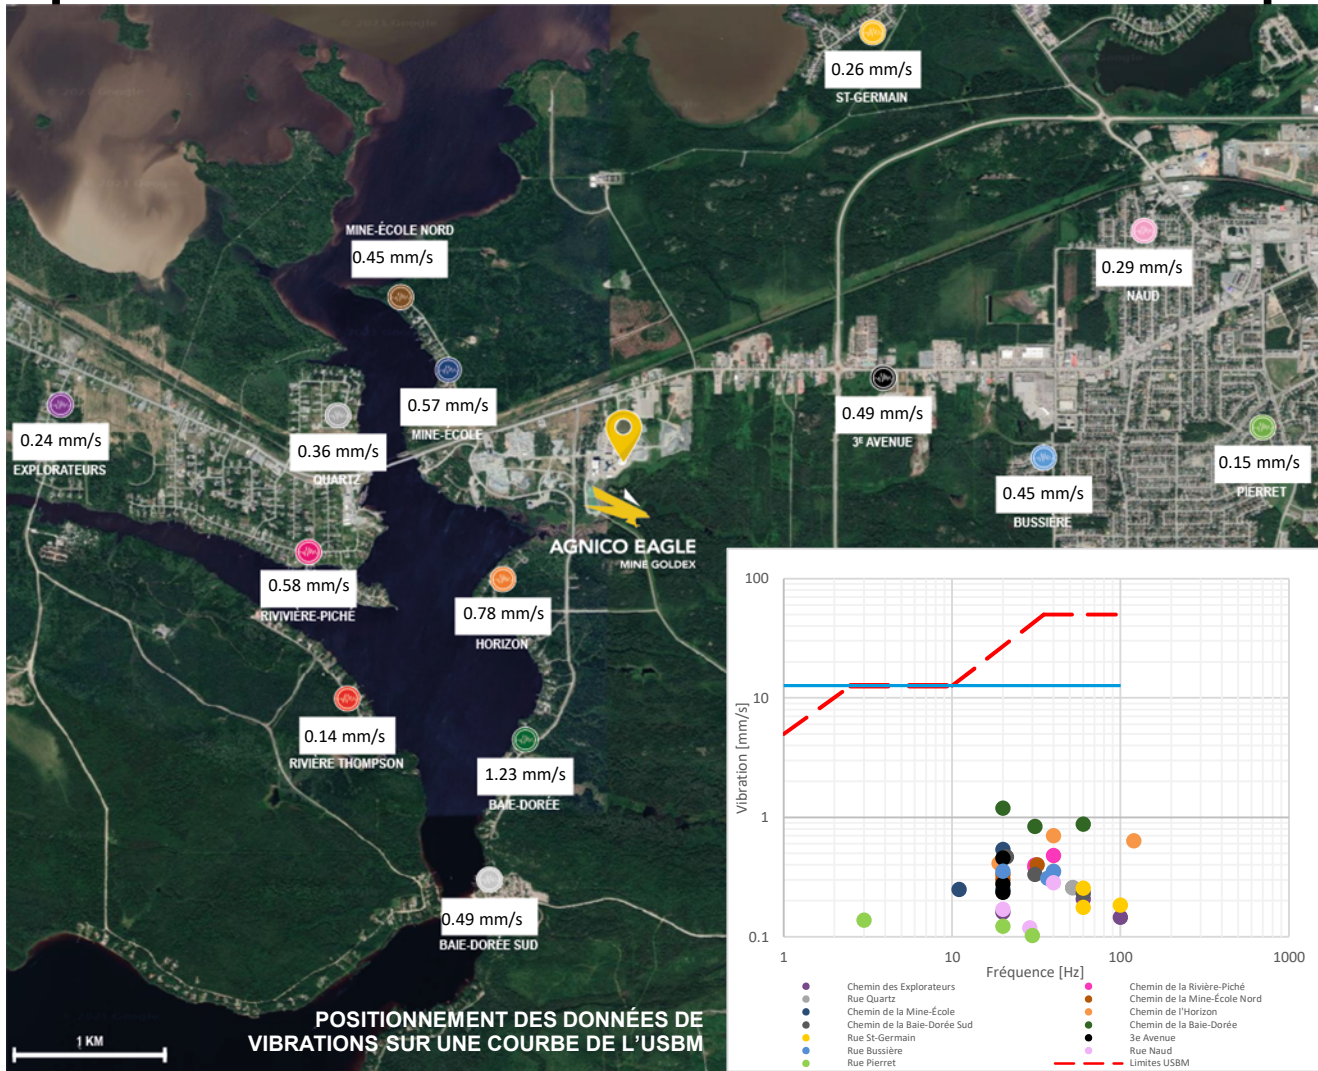 0.26 mm/s
ST-GERMAIN
MINE-ÉCOLE NORD
0.45 mm/s
0.29 mm/s
NAUD
0.57 mm/s
MINE-ÉCOLE
0.24 mm/s
EXPLORATEURS
0.36 mm/s
QUARTZ
0.49 mm/s
3E AVENUE
0.15 mm/s
PIERRET
0.45 mm/s
BUSSIÈRE
AGNICO EAGLE
MINE GOLDEX
0.58 mm/s
RIVIVIÈRE-PICHÉ
0.78 mm/s
HORIZON
0.14 mm/s
RIVIÈRE THOMPSON
1.23 mm/s
BAIE-DORÉE
0.49 mm/s
BAIE-DORÉE SUD
POSITIONNEMENT DES DONNÉES DE
VIBRATIONS SUR UNE COURBE DE L'USBM
1 KM
100
10
1
0.1
Vibration [mm/s]
1 10 100 1000
Fréquence [Hz]
Chemin des Explorateurs
Chemin de la Rivière-Piché
Rue Quartz
Chemin de la Mine-École Nord
Chemin de la Mine-École
Chemin de l'Horizon
Chemin de la Baie-Dorée Sud
Chemin de la Baie-Dorée
Rue St-Germain
3e Avenue
Rue Bussière
Rue Naud
Rue Pierret
Limites USBM